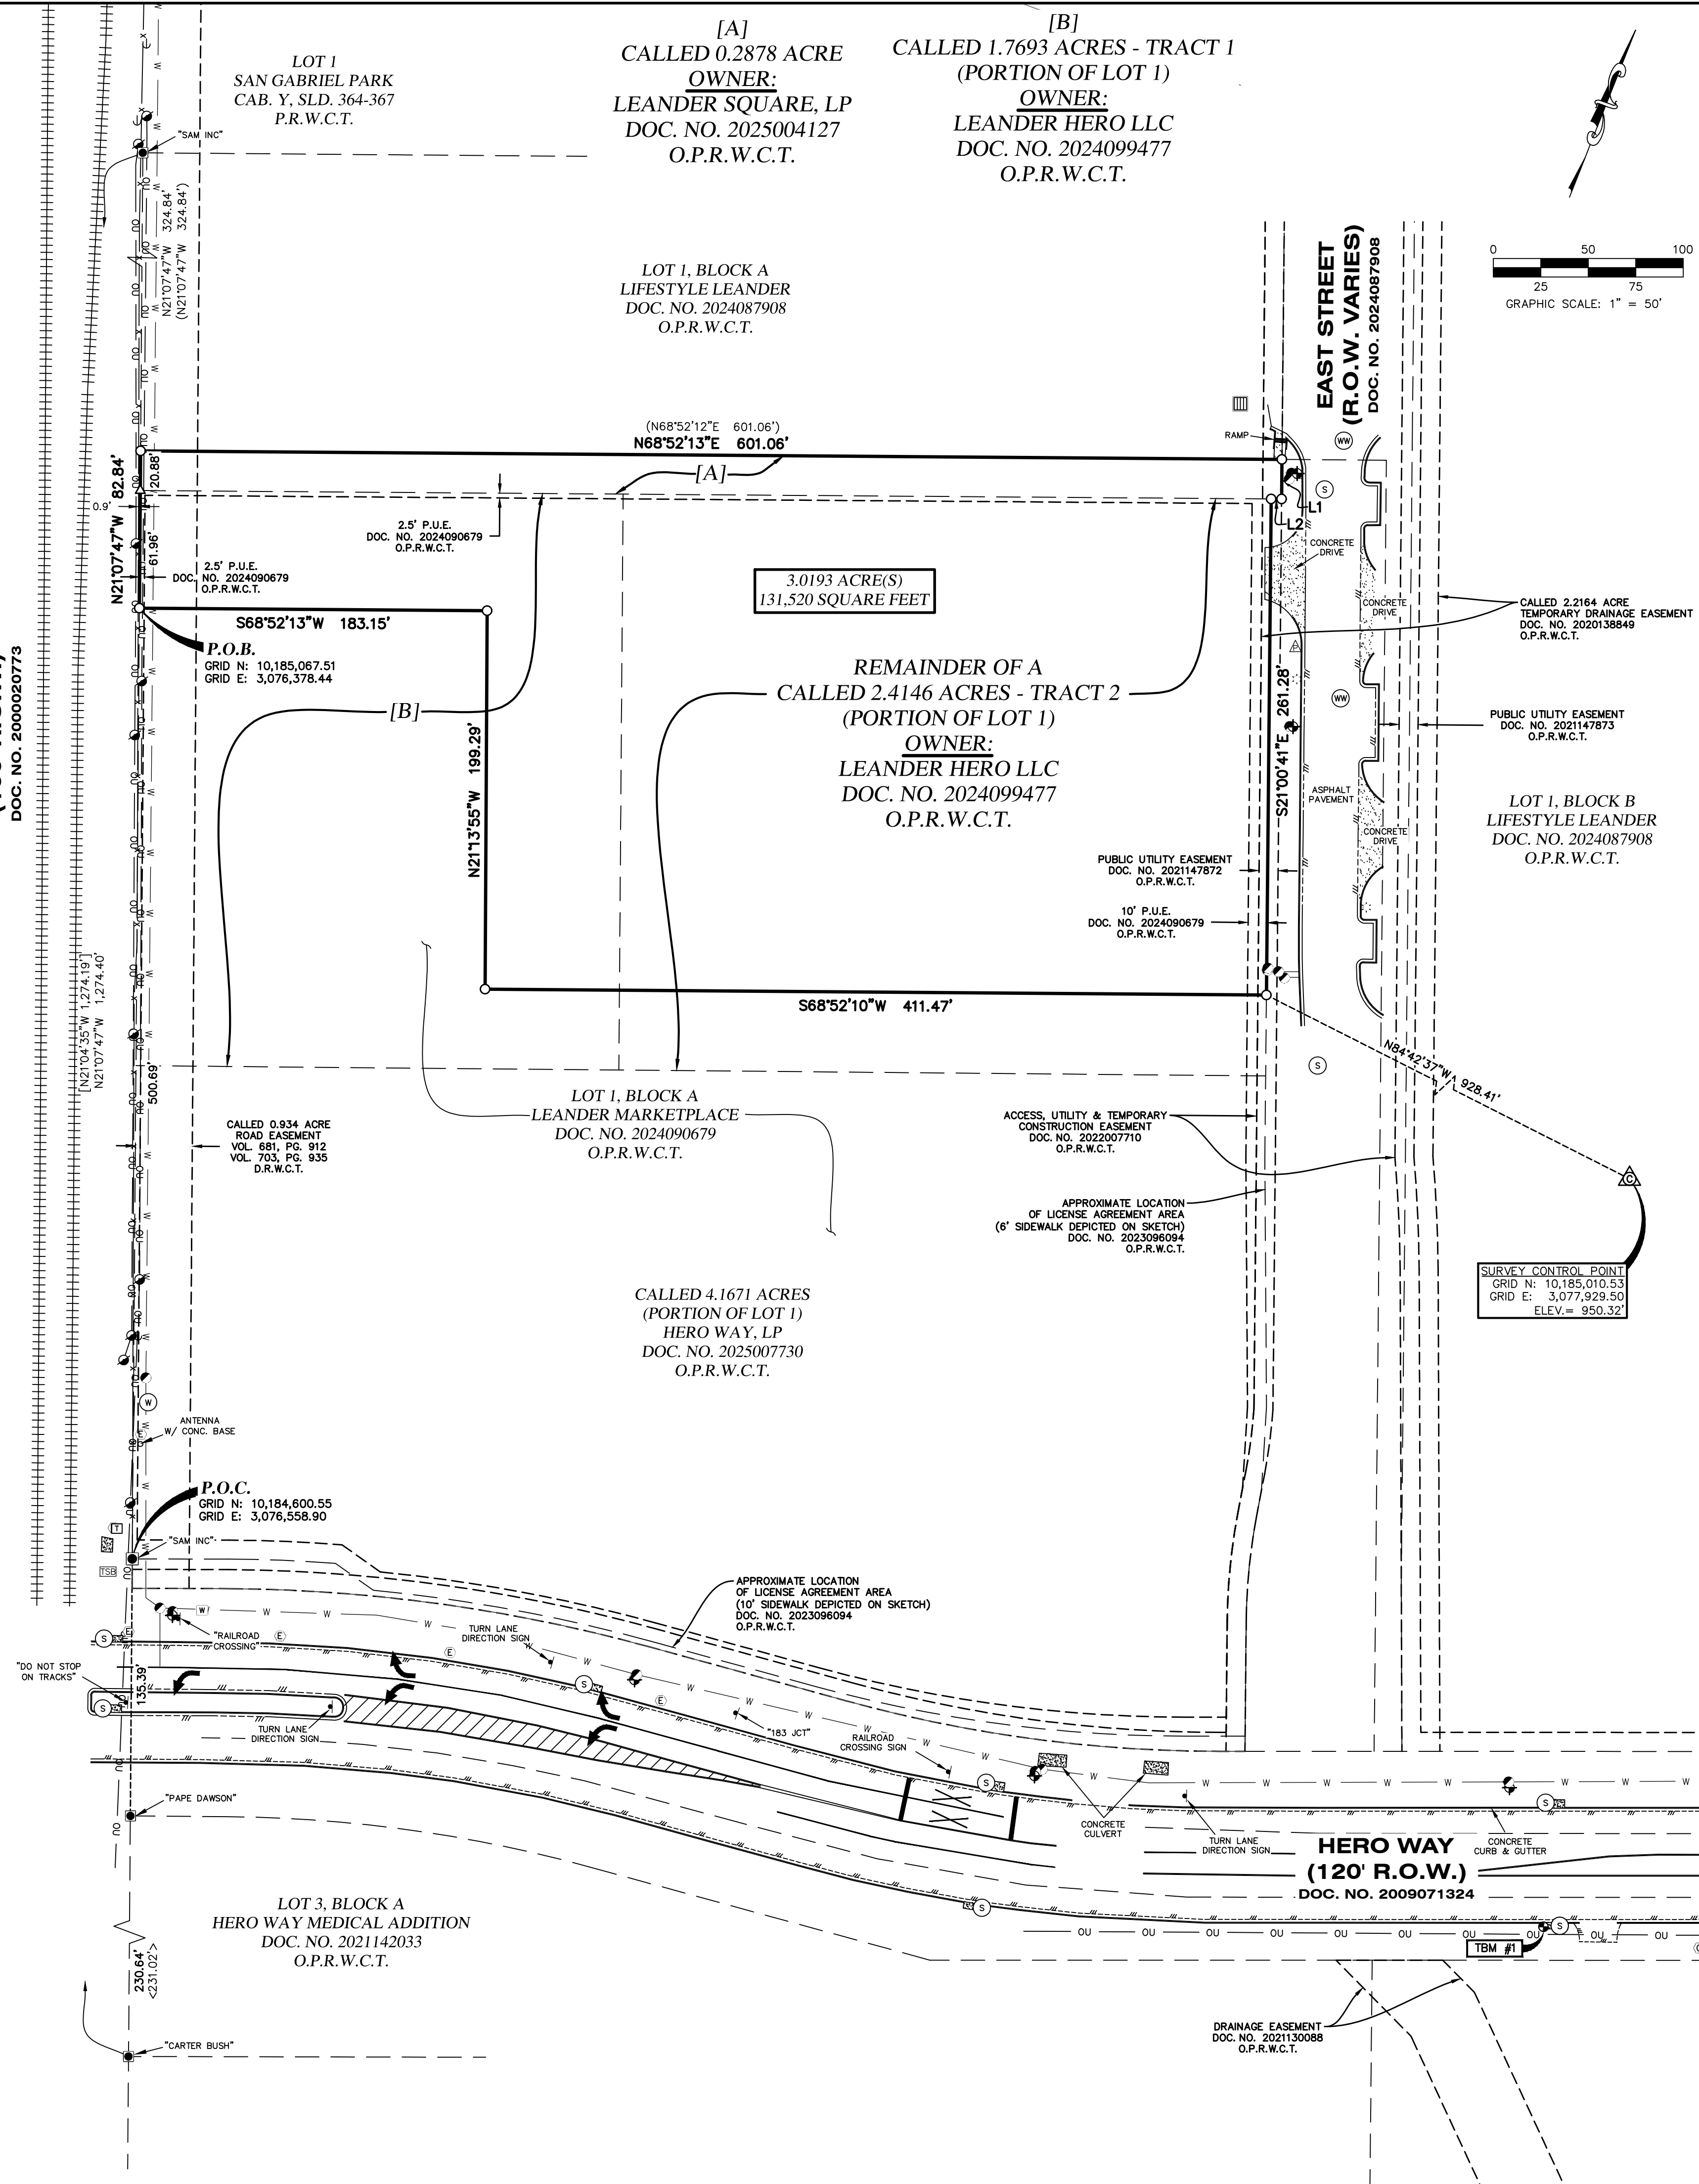 LOT 1
SAN GABRIEL PARK
CAB. Y, SLD. 364-367
P.R.W.C.T.
[A]
CALLED 0.2878 ACRE
OWNER:
LEANDER SQUARE, LP
DOC. NO. 2025004127
O.P.R.W.C.T.
[B]
CALLED 1.7693 ACRES - TRACT 1
(PORTION OF LOT 1)
OWNER:
LEANDER HERO LLC
DOC. NO. 2024099477
O.P.R.W.C.T.
"SAM INC"
N21°07'47"W 324.84'
(N21°07'47"W 324.84')
LOT 1, BLOCK A
LIFESTYLE LEANDER
DOC. NO. 2024087908
O.P.R.W.C.T.
EAST STREET
(R.O.W. VARIES)
DOC. NO. 2024087908
0 50 100
25 75
GRAPHIC SCALE: 1" = 50'
(N68°52'12"E 601.06')
N68°52'13"E 601.06'
RAMP
[A]
N21°07'47"W 82.84'
20.88'
0.9'
61.96'
L1
L2
2.5' P.U.E.
DOC. NO. 2024090679
O.P.R.W.C.T.
2.5' P.U.E.
DOC. NO. 2024090679
O.P.R.W.C.T.
3.0193 ACRE(S)
131,520 SQUARE FEET
CONCRETE
DRIVE
CONCRETE
DRIVE
CALLED 2.2164 ACRE
TEMPORARY DRAINAGE EASEMENT
DOC. NO. 2020138849
O.P.R.W.C.T.
S68°52'13"W 183.15'
P.O.B.
GRID N: 10,185,067.51
GRID E: 3,076,378.44
DOC. NO. 2000020773
[B]
REMAINDER OF A
CALLED 2.4146 ACRES - TRACT 2
(PORTION OF LOT 1)
OWNER:
LEANDER HERO LLC
DOC. NO. 2024099477
O.P.R.W.C.T.
N21°13'55"W 199.29'
S21°00'41"E 261.28'
WW
WW
S
PUBLIC UTILITY EASEMENT
DOC. NO. 2021147873
O.P.R.W.C.T.
ASPHALT
PAVEMENT
LOT 1, BLOCK B
LIFESTYLE LEANDER
DOC. NO. 2024087908
O.P.R.W.C.T.
CONCRETE
DRIVE
PUBLIC UTILITY EASEMENT
DOC. NO. 2021147872
O.P.R.W.C.T.
10' P.U.E.
DOC. NO. 2024090679
O.P.R.W.C.T.
S68°52'10"W 411.47'
[N21°04'35"W 1,274.19']
N21°07'47"W 1,274.40'
500.69'
S
N84°42'37"W 928.41'
LOT 1, BLOCK A
LEANDER MARKETPLACE
DOC. NO. 2024090679
O.P.R.W.C.T.
CALLED 0.934 ACRE
ROAD EASEMENT
VOL. 681, PG. 912
VOL. 703, PG. 935
D.R.W.C.T.
ACCESS, UTILITY & TEMPORARY
CONSTRUCTION EASEMENT
DOC. NO. 2022007710
O.P.R.W.C.T.
C
APPROXIMATE LOCATION
OF LICENSE AGREEMENT AREA
(6' SIDEWALK DEPICTED ON SKETCH)
DOC. NO. 2023096094
O.P.R.W.C.T.
SURVEY CONTROL POINT
GRID N: 10,185,010.53
GRID E: 3,077,929.50
ELEV.= 950.32'
CALLED 4.1671 ACRES
(PORTION OF LOT 1)
HERO WAY, LP
DOC. NO. 2025007730
O.P.R.W.C.T.
W
ANTENNA
W/ CONC. BASE
P.O.C.
GRID N: 10,184,600.55
GRID E: 3,076,558.90
T
"SAM INC"
TSB
APPROXIMATE LOCATION
OF LICENSE AGREEMENT AREA
(10' SIDEWALK DEPICTED ON SKETCH)
DOC. NO. 2023096094
O.P.R.W.C.T.
"RAILROAD
CROSSING"
TURN LANE
DIRECTION SIGN
"DO NOT STOP
ON TRACKS"
135.39'
TURN LANE
DIRECTION SIGN
"183 JCT"
RAILROAD
CROSSING SIGN
"PAPE DAWSON"
CONCRETE
CULVERT
TURN LANE
DIRECTION SIGN
HERO WAY
(120' R.O.W.)
DOC. NO. 2009071324
CONCRETE
CURB & GUTTER
LOT 3, BLOCK A
HERO WAY MEDICAL ADDITION
DOC. NO. 2021142033
O.P.R.W.C.T.
TBM #1
230.64'
<231.02'>
"CARTER BUSH"
DRAINAGE EASEMENT
DOC. NO. 2021130088
O.P.R.W.C.T.